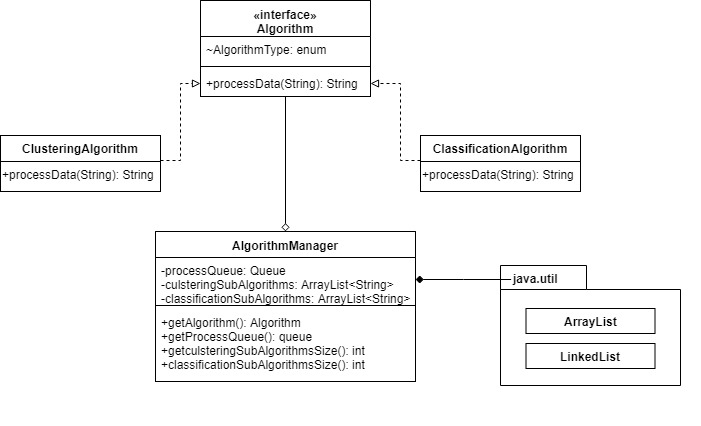 «interface»
Algorithm
~AlgorithmType: enum
+processData(String): String
ClusteringAlgorithm
+processData(String): String
ClassificationAlgorithm
+processData(String): String
AlgorithmManager
-processQueue: Queue
-culsteringSubAlgorithms: ArrayList<String>
-classificationSubAlgorithms: ArrayList<String>
+getAlgorithm(): Algorithm
+getProcessQueue(): queue
+getculsteringSubAlgorithmsSize(): int
+classificationSubAlgorithmsSize(): int
java.util
ArrayList
LinkedList